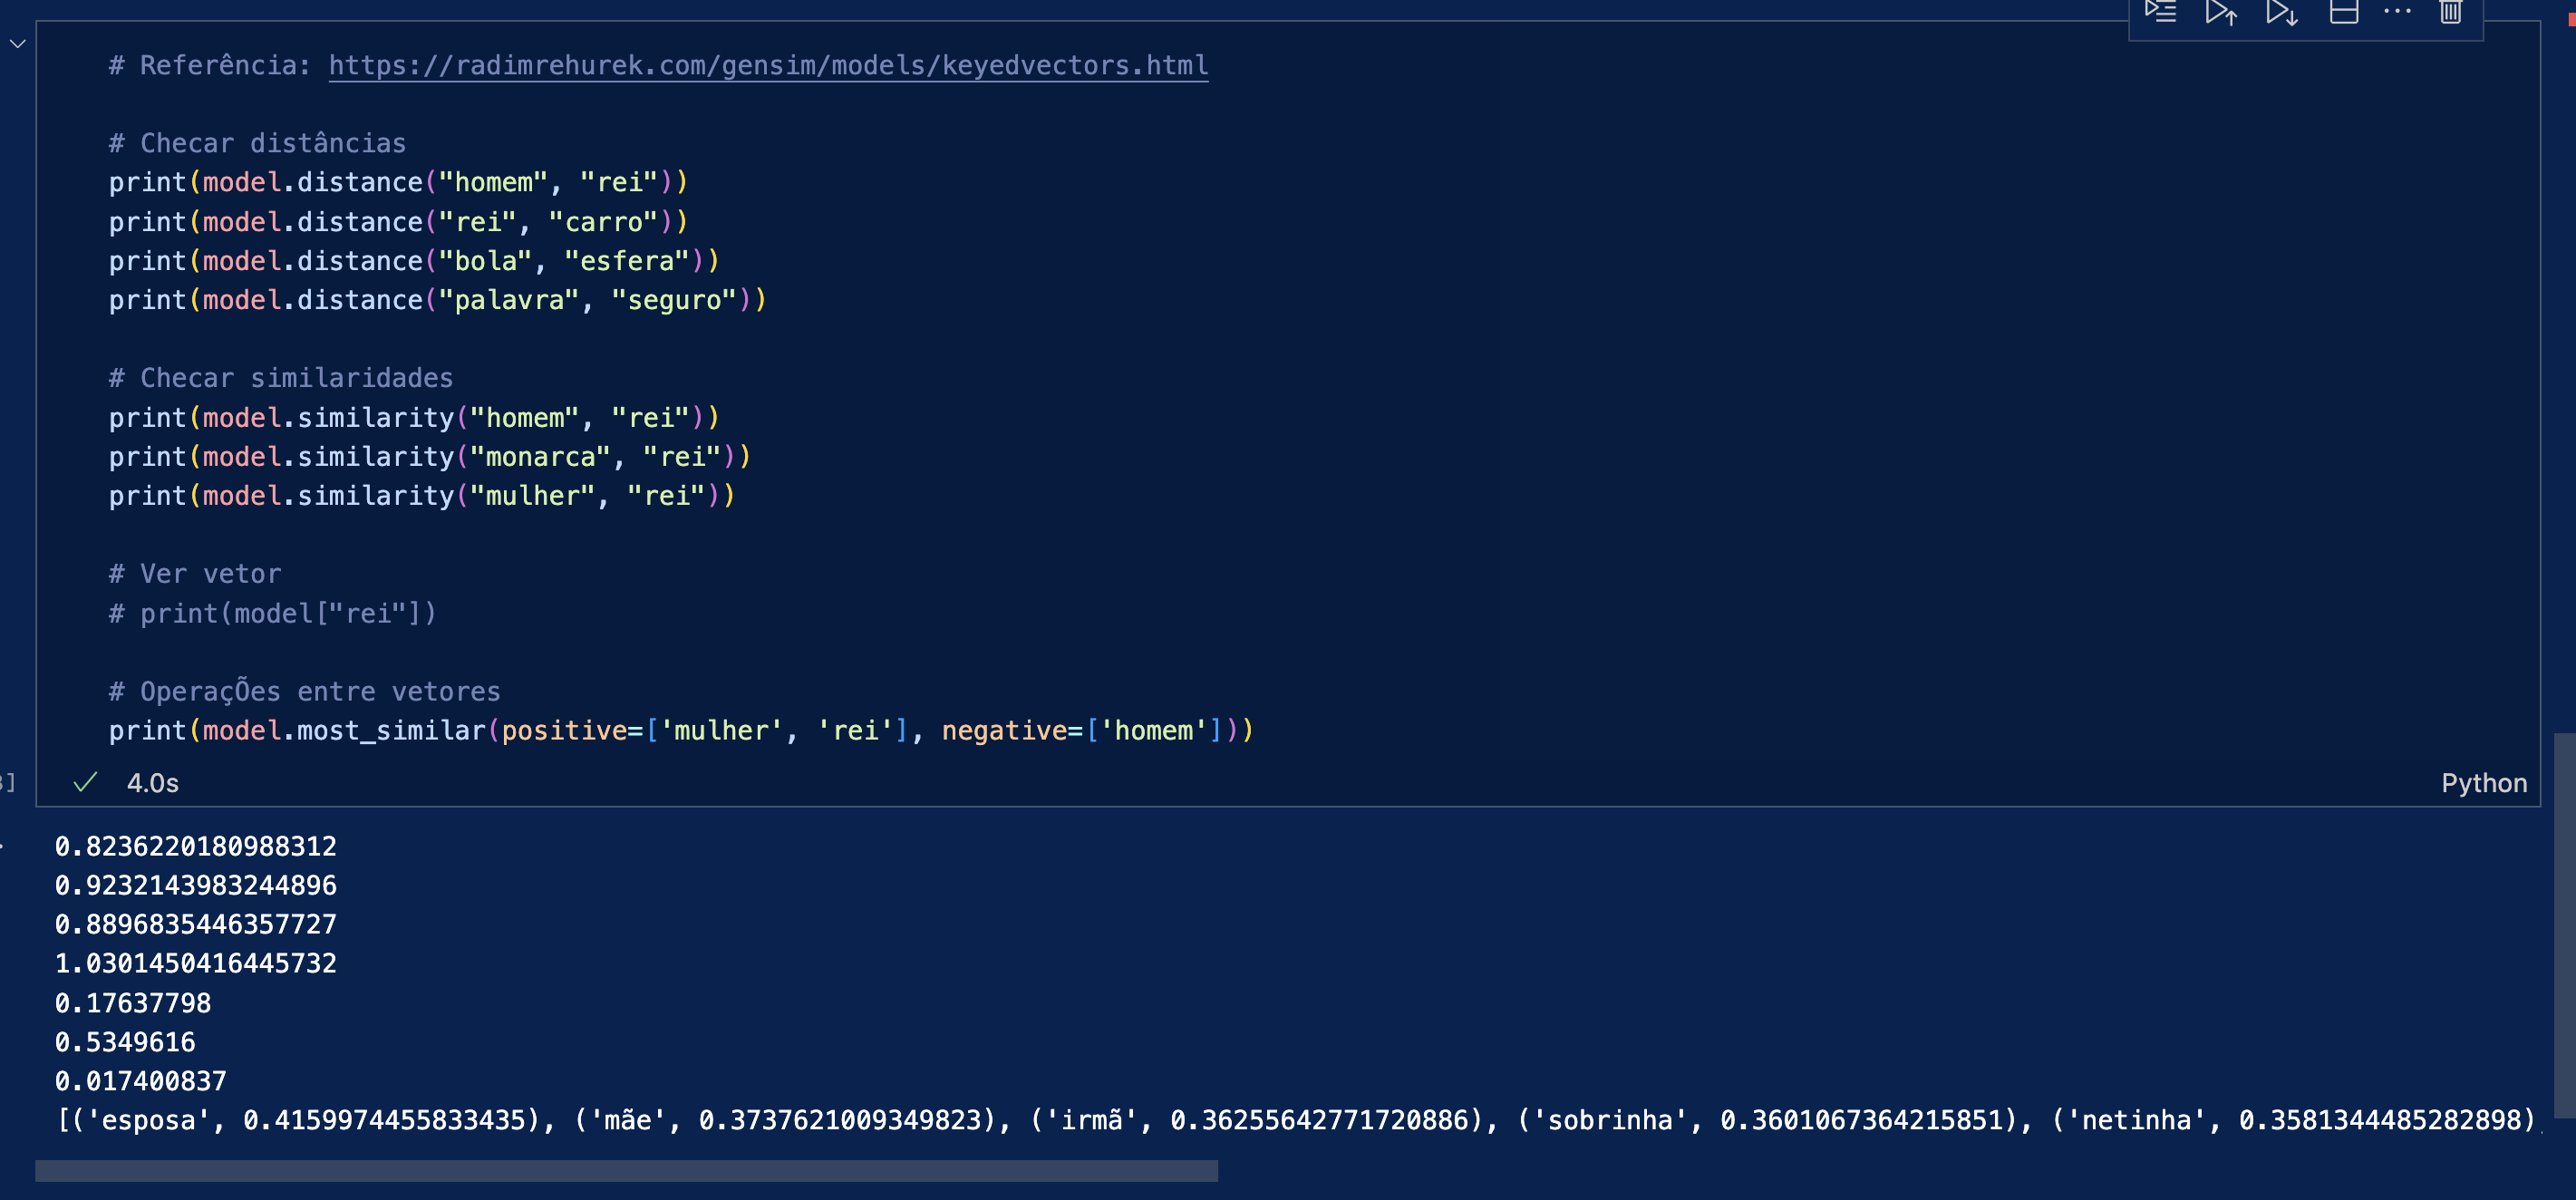 # Referência: https://radimrehurek.com/gensim/models/keyedvectors.html
# Checar distâncias
print(model.distance("homem", "rei"))
print(model.distance("rei", "carro"))
print(model.distance("bola", "esfera"))
print(model.distance("palavra", "seguro"))
# Checar similaridades
print(model.similarity("homem", "rei"))
print(model.similarity("monarca", "rei"))
print(model.similarity("mulher", "rei"))
# Ver vetor
# print(model["rei"])
# OperaçÕes entre vetores
print(model.most_similar(positive=['mulher', 'rei'], negative=['homem']))
4.0s
Python
0.8236220180988312
0.9232143983244896
0.8896835446357727
1.0301450416445732
0.17637798
0.5349616
0.017400837
[('esposa', 0.4159974455833435), ('mãe', 0.3737621009349823), ('irmã', 0.36255642771720886), ('sobrinha', 0.3601067364215851), ('netinha', 0.3581344485282898)